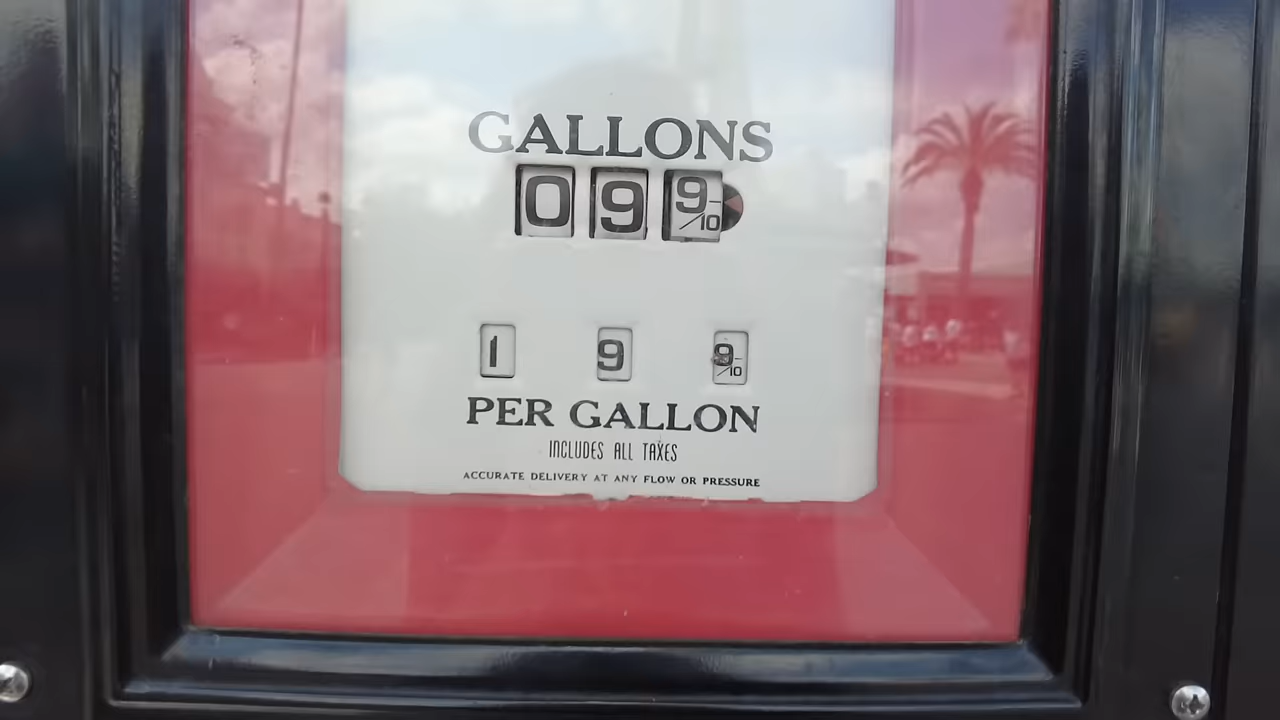 GALLONS
0 9 9/10
1 9 9/10
PER GALLON
INCLUDES ALL TAXES
ACCURATE DELIVERY AT ANY FLOW OR PRESSURE